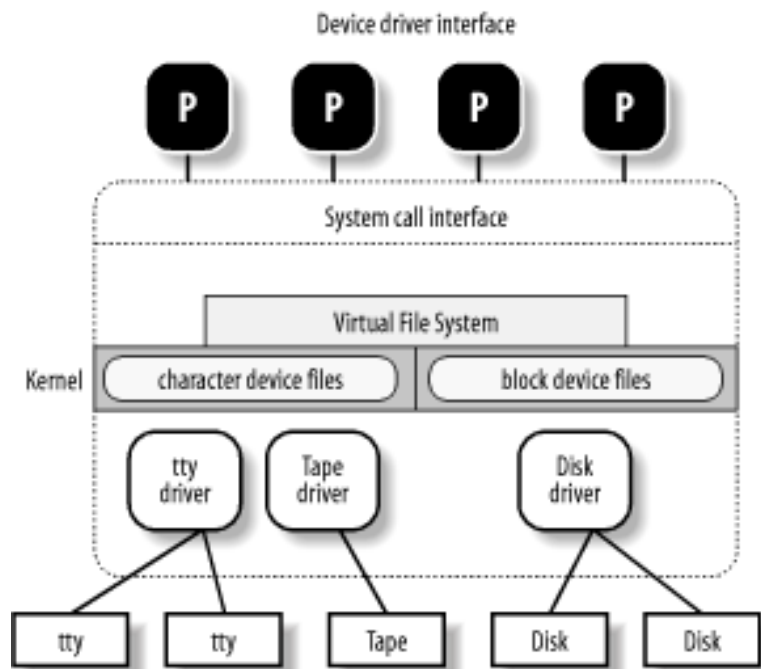 Device driver interface
P P P P
System call interface
Virtual File System
Kernel
character device files
block device files
tty
driver
Tape
driver
Disk
driver
tty
tty
Tape
Disk
Disk